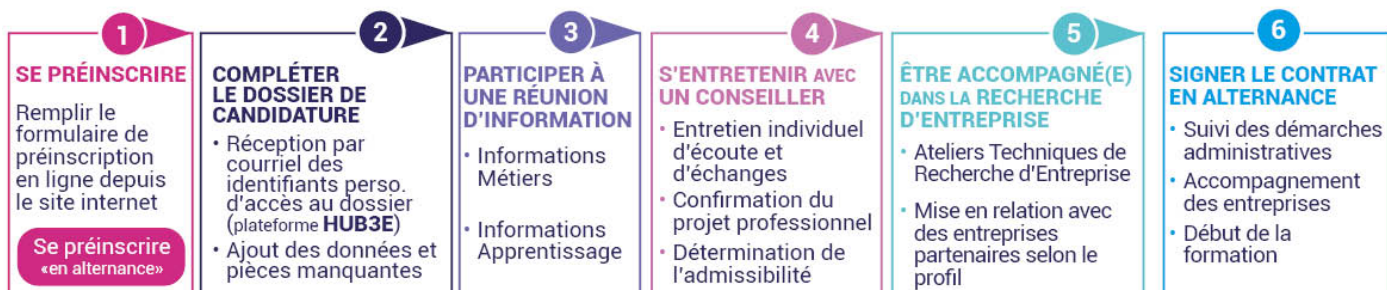 1
SE PRÉINSCRIRE
Remplir le
formulaire de
préinscription
en ligne depuis
le site internet
Se préinscrire
«en alternance»
2
COMPLÉTER
LE DOSSIER DE
CANDIDATURE
• Réception par
courriel des
identifiants perso.
d'accès au dossier
(plateforme HUB3E)
• Ajout des données et
pièces manquantes
3
PARTICIPER À
UNE RÉUNION
D'INFORMATION
• Informations
Métiers
• Informations
Apprentissage
4
S'ENTRETENIR AVEC
UN CONSEILLER
• Entretien individuel
d'écoute et
d'échanges
• Confirmation du
projet professionnel
• Détermination de
l'admissibilité
5
ÊTRE ACCOMPAGNÉ(E)
DANS LA RECHERCHE
D'ENTREPRISE
• Ateliers Techniques de
Recherche d'Entreprise
• Mise en relation avec
des entreprises
partenaires selon le
profil
6
SIGNER LE CONTRAT
EN ALTERNANCE
• Suivi des démarches
administratives
• Accompagnement
des entreprises
• Début de la
formation